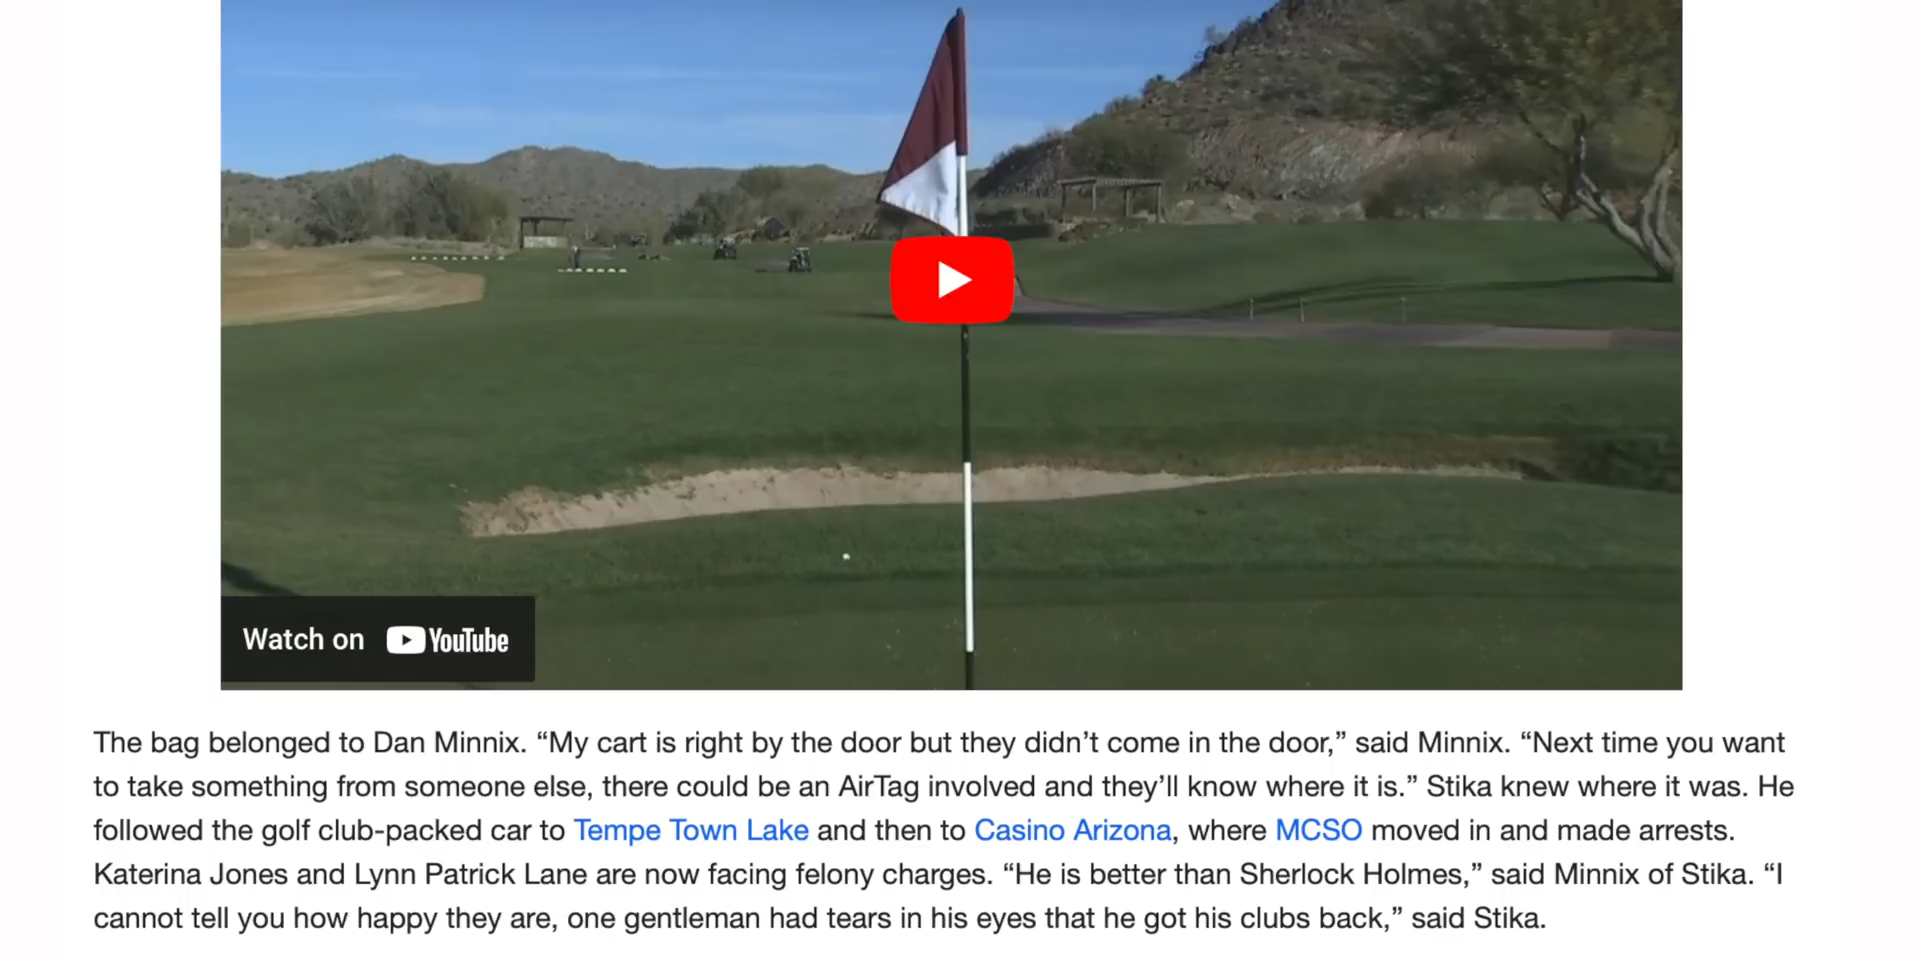 Watch on YouTube
The bag belonged to Dan Minnix. “My cart is right by the door but they didn’t come in the door,” said Minnix. “Next time you want
to take something from someone else, there could be an AirTag involved and they’ll know where it is.” Stika knew where it was. He
followed the golf club-packed car to Tempe Town Lake and then to Casino Arizona, where MCSO moved in and made arrests.
Katerina Jones and Lynn Patrick Lane are now facing felony charges. “He is better than Sherlock Holmes,” said Minnix of Stika. “I
cannot tell you how happy they are, one gentleman had tears in his eyes that he got his clubs back,” said Stika.